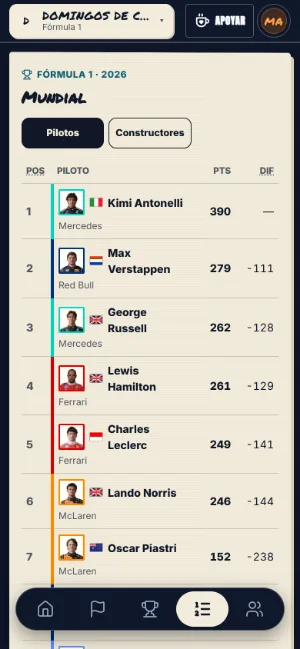 D DOMINGOS DE C...
Fórmula 1
APOYAR
MA
FÓRMULA 1 · 2026
MUNDIAL
Pilotos Constructores
POS PILOTO PTS DIF
1 Kimi Antonelli 390 —
Mercedes
2 Max Verstappen 279 -111
Red Bull
3 George Russell 262 -128
Mercedes
4 Lewis Hamilton 261 -129
Ferrari
5 Charles Leclerc 249 -141
Ferrari
6 Lando Norris 246 -144
McLaren
7 Oscar Piastri 152 -238
McLaren